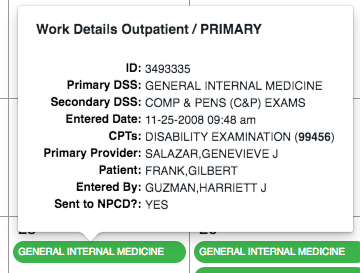 Work Details Outpatient / PRIMARY
ID: 3493335
Primary DSS: GENERAL INTERNAL MEDICINE
Secondary DSS: COMP & PENS (C&P) EXAMS
Entered Date: 11-25-2008 09:48 am
CPTs: DISABILITY EXAMINATION (99456)
Primary Provider: SALAZAR,GENEVIEVE J
Patient: FRANK,GILBERT
Entered By: GUZMAN,HARRIETT J
Sent to NPCD?: YES
GENERAL INTERNAL MEDICINE GENERAL INTERNAL MEDICINE